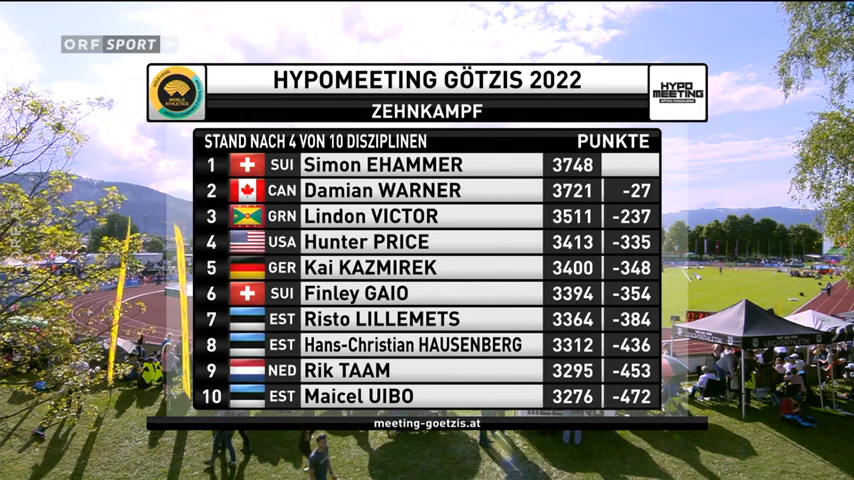 ORF SPORT+
HYPOMEETING GÖTZIS 2022
WORLD ATHLETICS
HYPO MEETING
ZEHNKAMPF
STAND NACH 4 VON 10 DISZIPLINEN PUNKTE
1 SUI Simon EHAMMER 3748
2 CAN Damian WARNER 3721 -27
3 GRN Lindon VICTOR 3511 -237
4 USA Hunter PRICE 3413 -335
5 GER Kai KAZMIREK 3400 -348
6 SUI Finley GAIO 3394 -354
7 EST Risto LILLEMETS 3364 -384
8 EST Hans-Christian HAUSENBERG 3312 -436
9 NED Rik TAAM 3295 -453
10 EST Maicel UIBO 3276 -472
meeting-goetzis.at